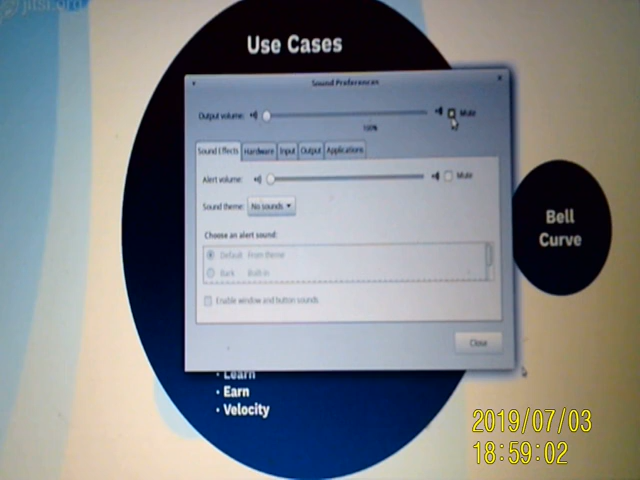 jitsi.org
Use Cases
Sound Preferences
Output volume:
Mute
100%
Sound Effects
Hardware
Input
Output
Applications
Alert volume:
Mute
Sound theme:
No sounds
Choose an alert sound:
Default From theme
Bark Built-in
Enable window and button sounds
Close
Bell
Curve
• Learn
• Earn
• Velocity
2019/07/03
18:59:02